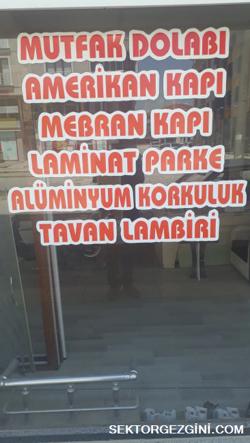 MUTFAK DOLABI
AMERİKAN KAPI
MEBRAN KAPI
LAMİNAT PARKE
ALÜMİNYUM KORKULUK
TAVAN LAMBİRİ
SEKTORGEZGINI.COM